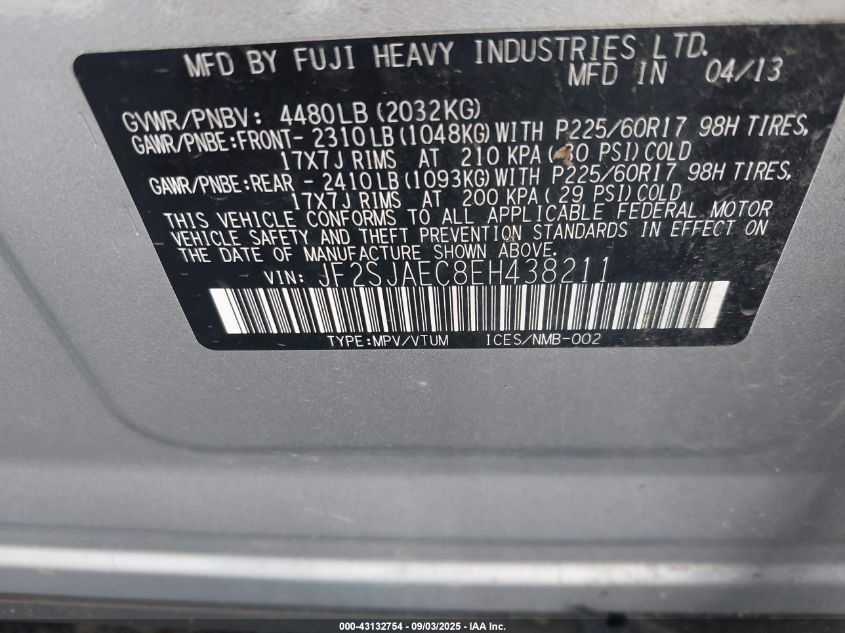 MFD BY FUJI HEAVY INDUSTRIES LTD.
MFD IN 04/13
GVWR/PNBV: 4480LB (2032KG)
GAWR/PNBE:FRONT- 2310LB (1048KG) WITH P225/60R17 98H TIRES,
17X7J RIMS AT 210 KPA (30 PSI) COLD
GAWR/PNBE:REAR - 2410LB (1093KG) WITH P225/60R17 98H TIRES,
17X7J RIMS AT 200 KPA (29 PSI) COLD
THIS VEHICLE CONFORMS TO ALL APPLICABLE FEDERAL MOTOR
VEHICLE SAFETY AND THEFT PREVENTION STANDARDS IN EFFECT ON
THE DATE OF MANUFACTURE SHOWN ABOVE.
VIN: JF2SJAEC8EH438211
TYPE:MPV/VTUM ICES/NMB-002
000-43132754 - 09/03/2025 - IAA Inc.